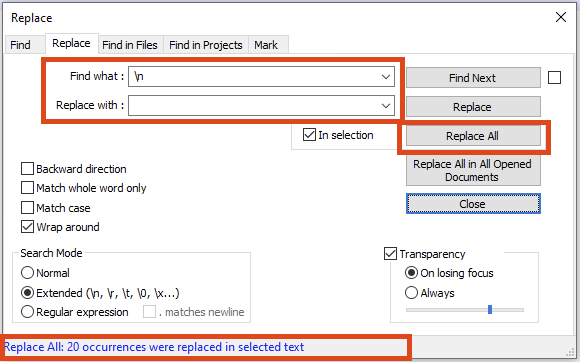 Replace
Find
Replace
Find in Files
Find in Projects
Mark
Find what : \n
Find Next
Replace with :
Replace
In selection
Replace All
Replace All in All Opened
Documents
Close
Backward direction
Match whole word only
Match case
Wrap around
Search Mode
Normal
Extended (\n, \r, \t, \0, \x...)
Regular expression
. matches newline
Transparency
On losing focus
Always
Replace All: 20 occurrences were replaced in selected text